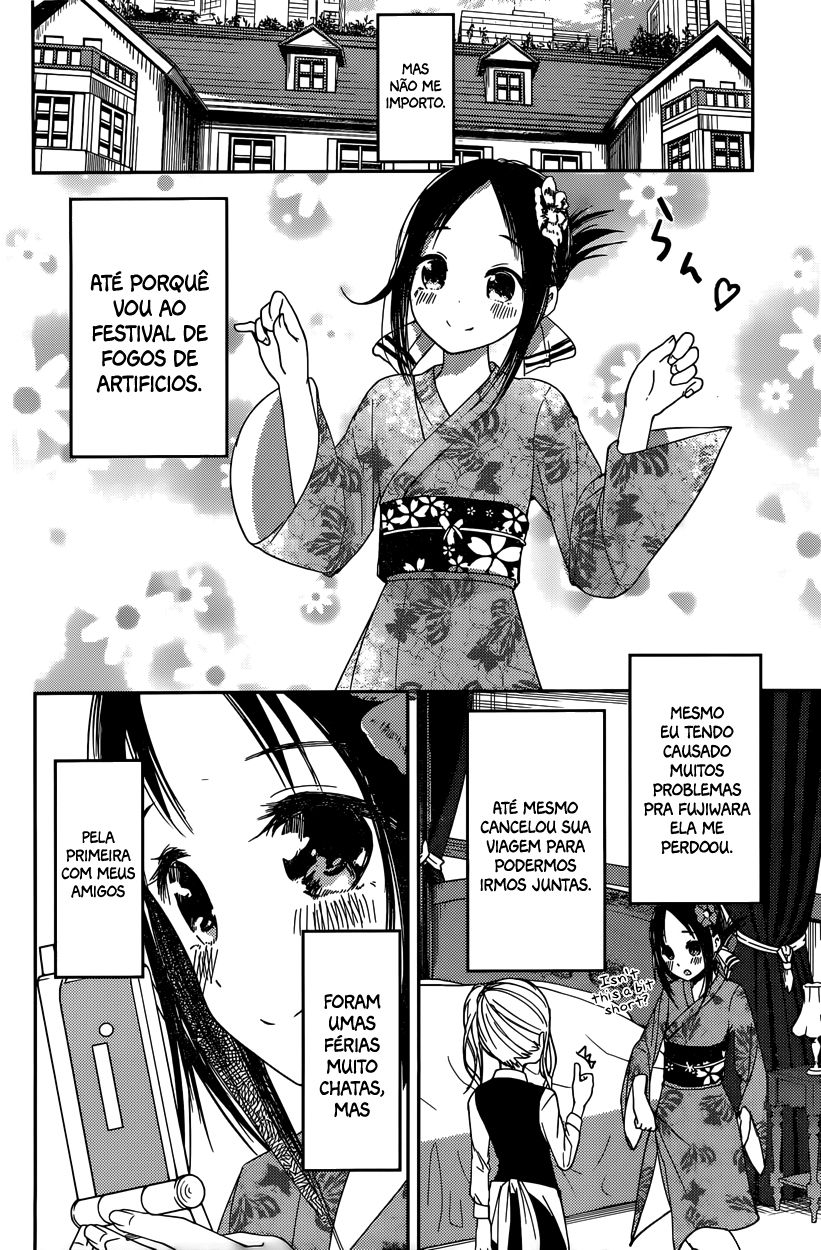 MAS
NÃO ME
IMPORTO.
ATÉ PORQUÊ
VOU AO
FESTIVAL DE
FOGOS DE
ARTIFICIOS.
らん♡
MESMO
EU TENDO
CAUSADO
MUITOS
PROBLEMAS
PRA FUJIWARA
ELA ME
PERDOOU.
ATÉ MESMO
CANCELOU SUA
VIAGEM PARA
PODERMOS
IRMOS JUNTAS.
Isn't
this a bit
short?
FORAM
UMAS
FÉRIAS
MUITO
CHATAS,
MAS
PELA
PRIMEIRA
COM MEUS
AMIGOS